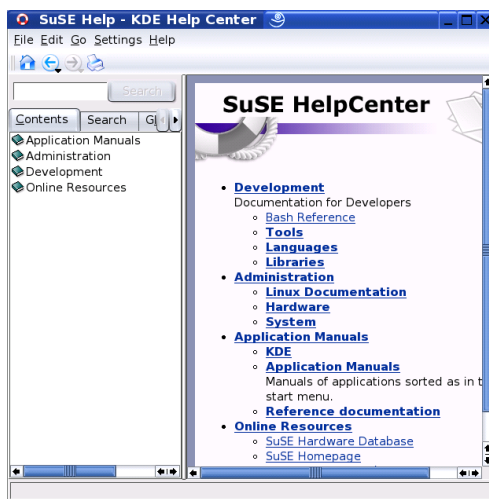 SuSE Help - KDE Help Center
File Edit Go Settings Help
Search
Contents Search
Application Manuals
Administration
Development
Online Resources
SuSE HelpCenter
Development
Documentation for Developers
Bash Reference
Tools
Languages
Libraries
Administration
Linux Documentation
Hardware
System
Application Manuals
KDE
Application Manuals
Manuals of applications sorted as in t
start menu.
Reference documentation
Online Resources
SuSE Hardware Database
SuSE Homepage